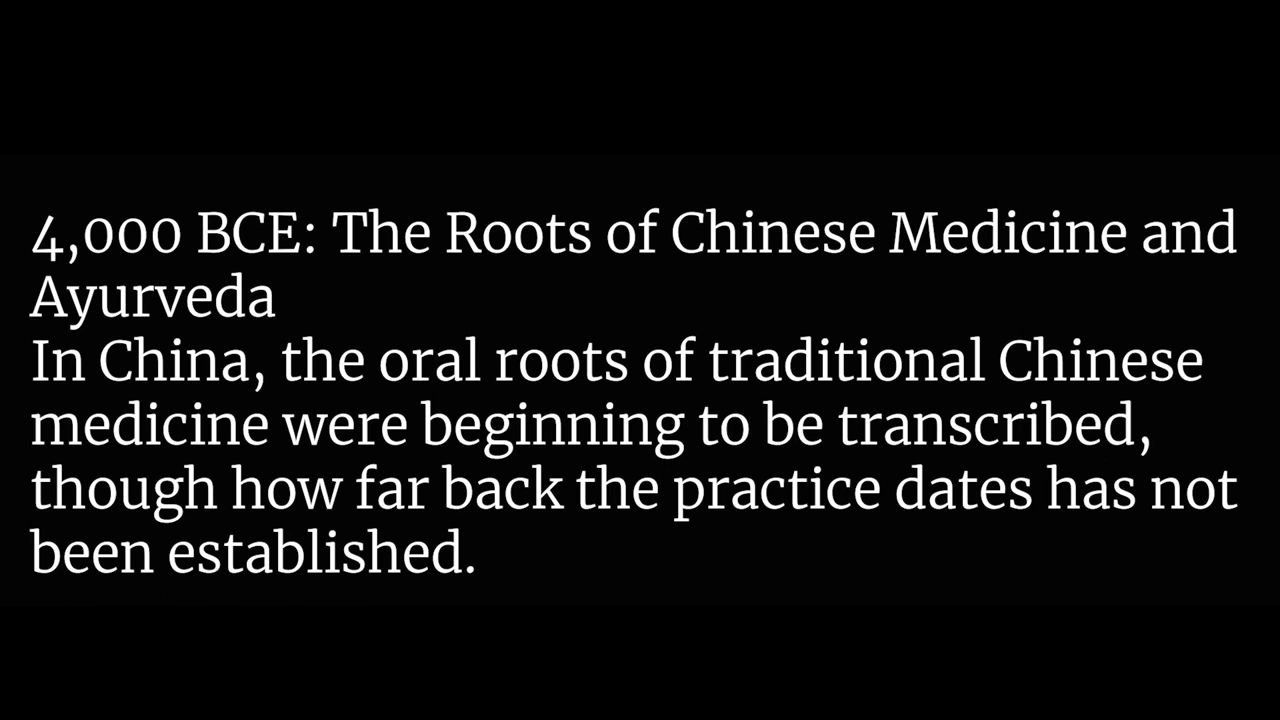 4,000 BCE: The Roots of Chinese Medicine and
Ayurveda
In China, the oral roots of traditional Chinese
medicine were beginning to be transcribed,
though how far back the practice dates has not
been established.